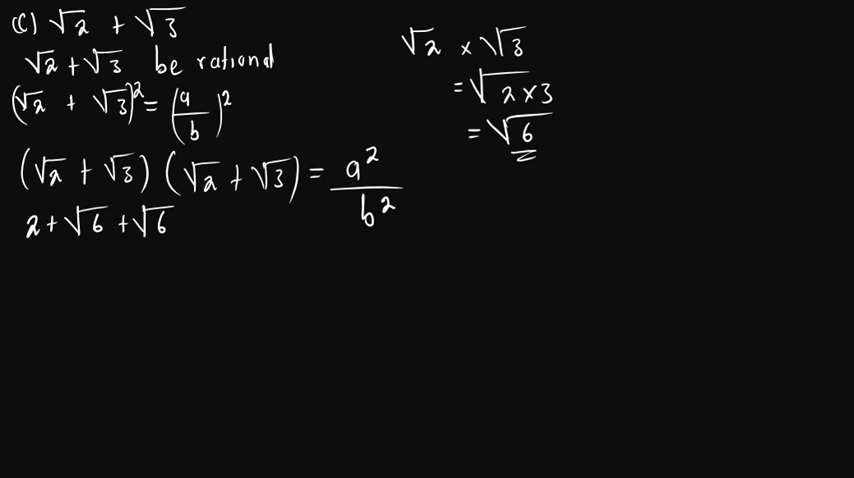 (c) √2 + √3
√2 + √3 be rational
(√2 + √3)² = (a/b)²
(√2 + √3) (√2 + √3) = a²/b²
2 + √6 + √6
√2 × √3
= √2×3
= √6